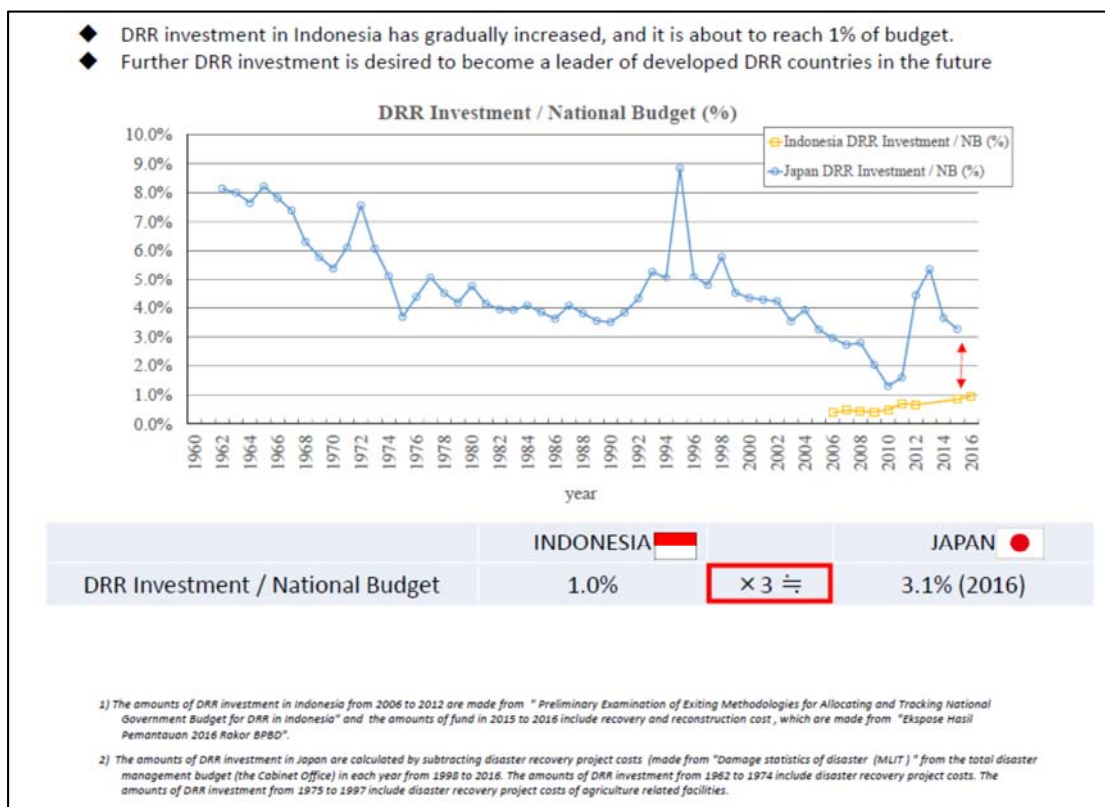 ◆ DRR investment in Indonesia has gradually increased, and it is about to reach 1% of budget.
◆ Further DRR investment is desired to become a leader of developed DRR countries in the future
DRR Investment / National Budget (%)
10.0%
9.0%
8.0%
7.0%
6.0%
5.0%
4.0%
3.0%
2.0%
1.0%
0.0%
Indonesia DRR Investment / NB (%)
Japan DRR Investment / NB (%)
1960 1962 1964 1966 1968 1970 1972 1974 1976 1978 1980 1982 1984 1986 1988 1990 1992 1994 1996 1998 2000 2002 2004 2006 2008 2010 2012 2014 2016
year
INDONESIA JAPAN
DRR Investment / National Budget 1.0% ×3 ≒ 3.1% (2016)
1) The amounts of DRR investment in Indonesia from 2006 to 2012 are made from " Preliminary Examination of Exiting Methodologies for Allocating and Tracking National
Government Budget for DRR in Indonesia" and the amounts of fund in 2015 to 2016 include recovery and reconstruction cost , which are made from "Ekspose Hasil
Pemantauan 2016 Rakor BPBD".
2) The amounts of DRR investment in Japan are calculated by subtracting disaster recovery project costs (made from "Damage statistics of disaster (MLIT ) " from the total disaster
management budget (the Cabinet Office) in each year from 1998 to 2016. The amounts of DRR investment from 1962 to 1974 include disaster recovery project costs. The
amounts of DRR investment from 1975 to 1997 include disaster recovery project costs of agriculture related facilities.